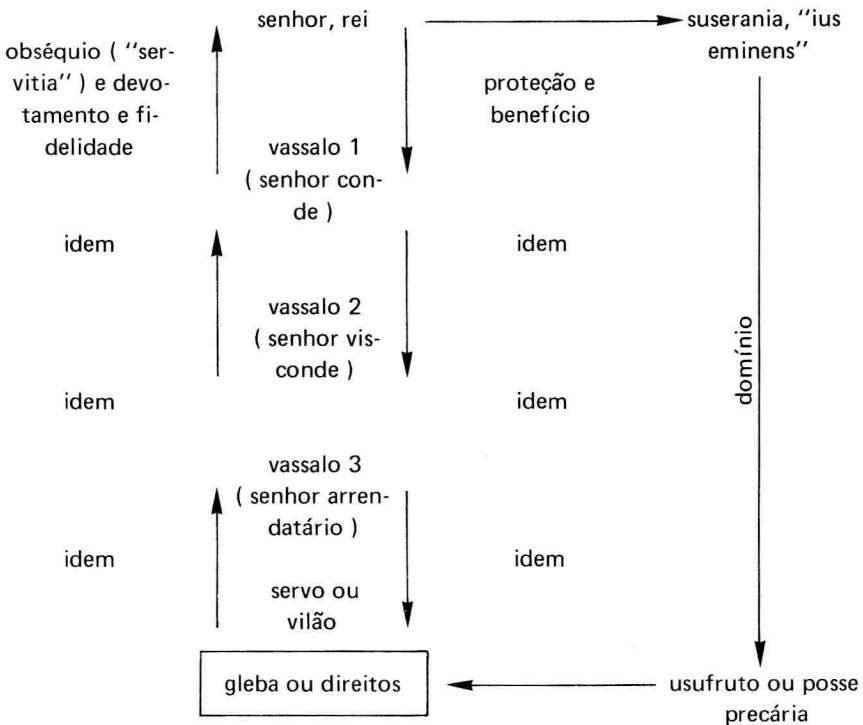 senhor, rei
suserania, "ius
eminens"
obséquio ( "ser-
vitia" ) e devo-
tamento e fi-
delidade
proteção e
benefício
vassalo 1
( senhor con-
de )
idem
idem
vassalo 2
( senhor vis-
conde )
domínio
idem
idem
vassalo 3
( senhor arren-
datário )
idem
idem
servo ou
vilão
gleba ou direitos
usufruto ou posse
precária